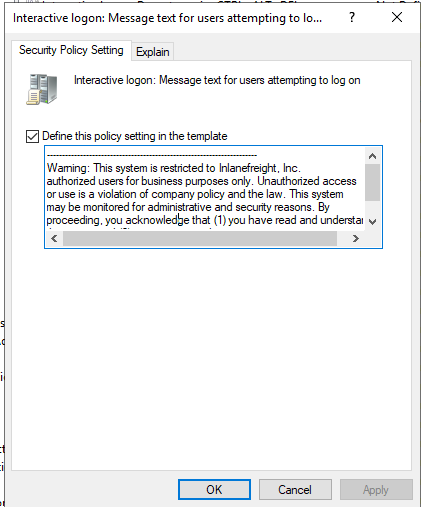 Interactive logon: Message text for users attempting to lo...
Security Policy Setting
Explain
Interactive logon: Message text for users attempting to log on
Define this policy setting in the template
----------------------------------------------------------------------
Warning: This system is restricted to Inlanefreight, Inc.
authorized users for business purposes only. Unauthorized access
or use is a violation of company policy and the law. This system
may be monitored for administrative and security reasons. By
proceeding, you acknowledge that (1) you have read and understan
OK
Cancel
Apply